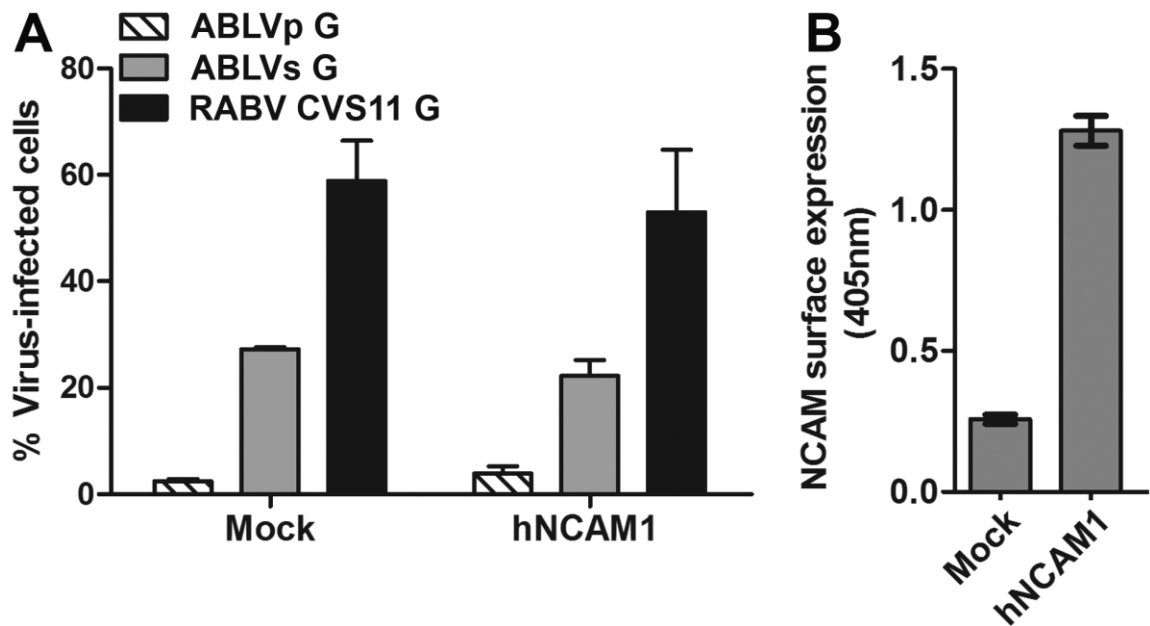 A
ABLVp G
ABLVs G
RABV CVS11 G
% Virus-infected cells
80
60
40
20
0
Mock
hNCAM1
B
NCAM surface expression
(405nm)
1.5
1.0
0.5
0.0
Mock
hNCAM1